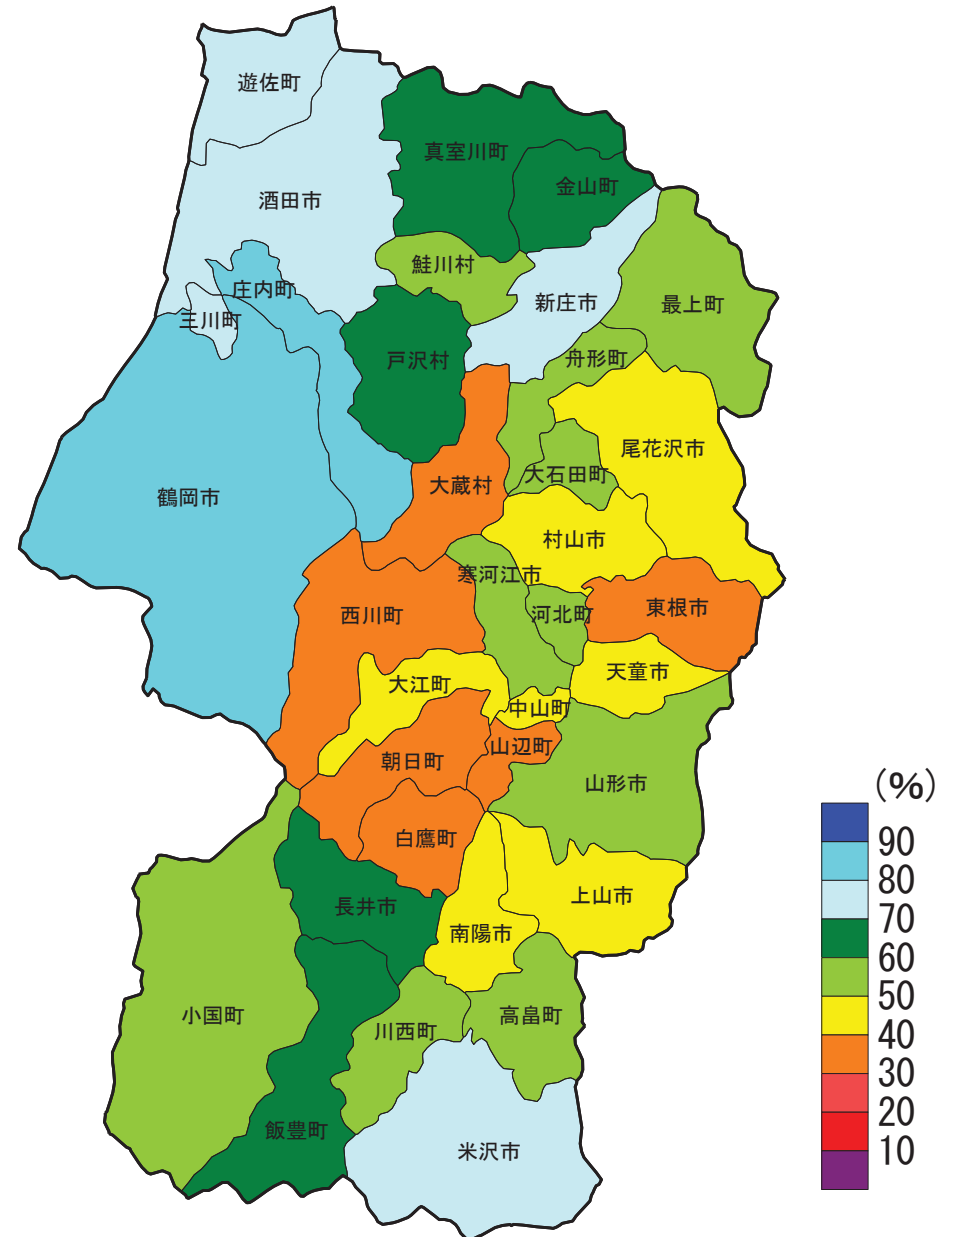 遊佐町
真室川町
金山町
酒田市
鮭川村
庄内町
新庄市
最上町
三川町
戸沢村
舟形町
尾花沢市
大石田町
大蔵村
鶴岡市
村山市
寒河江市
西川町
河北町
東根市
天童市
大江町
中山町
山辺町
朝日町
山形市
白鷹町
上山市
長井市
南陽市
小国町
川西町
高畠町
飯豊町
米沢市
(%)
90
80
70
60
50
40
30
20
10